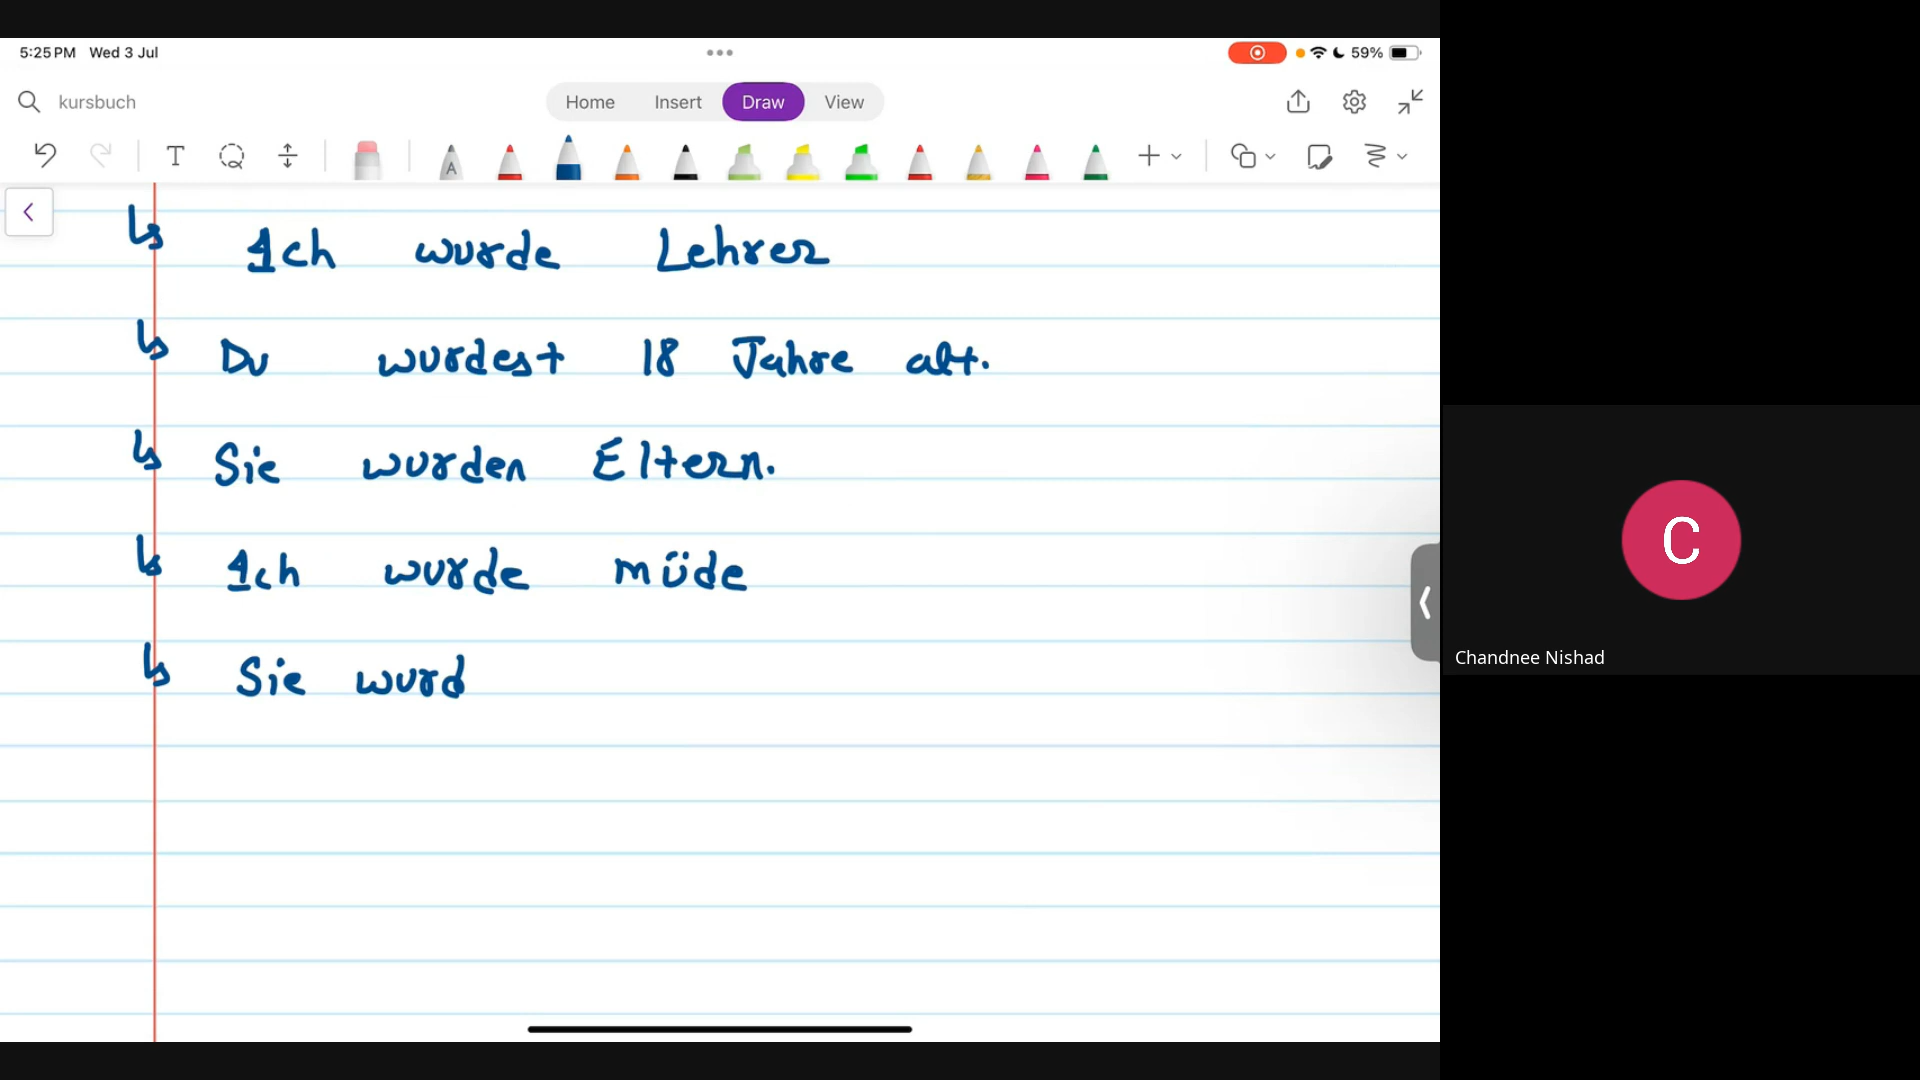 5:25 PM Wed 3 Jul 59%
kursbuch Home Insert Draw View
T A
Ich wurde Lehrer
Du wurdest 18 Jahre alt.
Sie wurden Eltern.
Ich wurde müde
Sie wurd
C
Chandnee Nishad